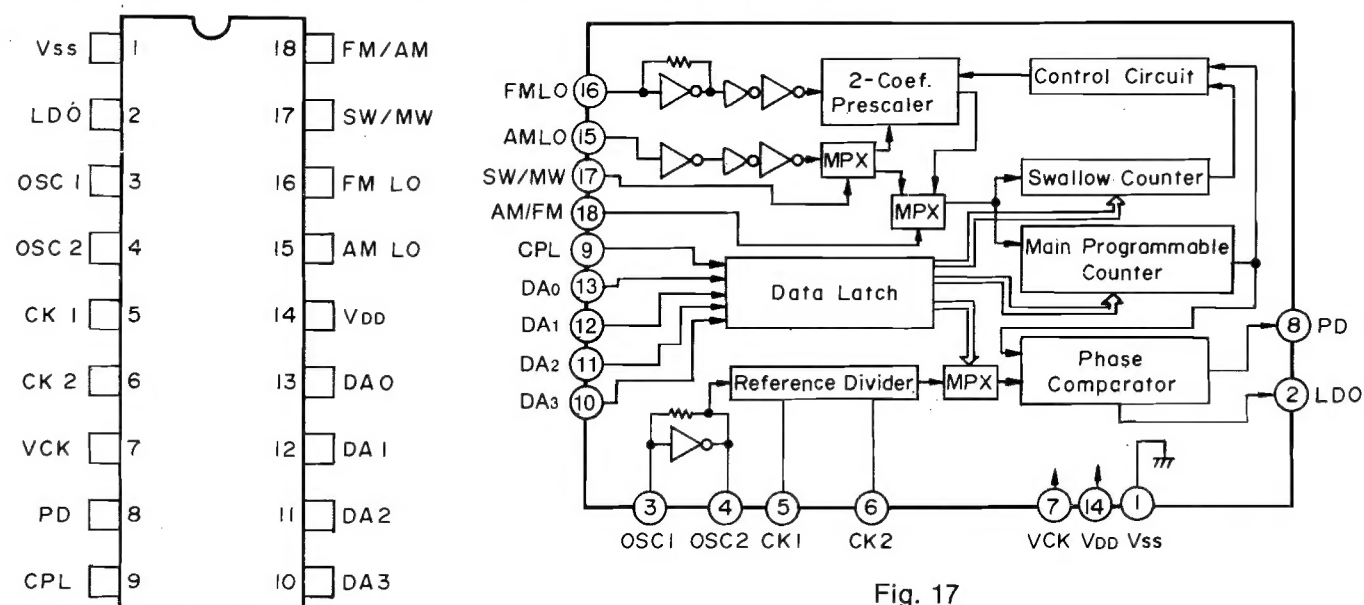 Vss 1 18 FM/AM
LDO 2 17 SW/MW
OSC 1 3 16 FM LO
OSC 2 4 15 AM LO
CK 1 5 14 VDD
CK 2 6 13 DA0
VCK 7 12 DA1
PD 8 11 DA2
CPL 9 10 DA3
FMLO 16
2-Coef.
Prescaler
Control Circuit
AMLO 15
MPX
SW/MW 17
Swallow Counter
AM/FM 18
MPX
CPL 9
Main Programmable
Counter
DA0 13
Data Latch
DA1 12
8 PD
DA2 11
Phase
Comparator
DA3 10
Reference Divider
MPX
2 LDO
3 4 5 6 7 14 1
OSC1 OSC2 CK1 CK2 VCK VDD Vss
Fig. 17